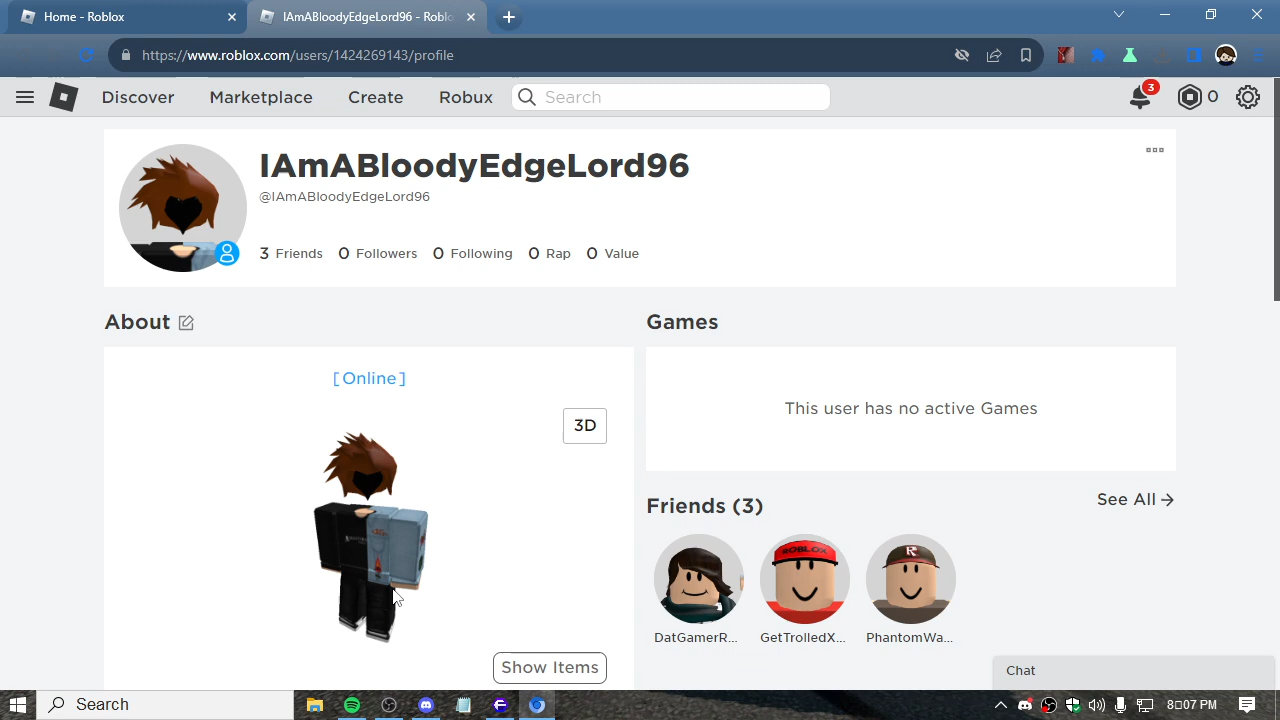 Home - Roblox
IAmABloodyEdgeLord96 - Roblo
https://www.roblox.com/users/1424269143/profile
Discover
Marketplace
Create
Robux
Search
3
0
IAmABloodyEdgeLord96
@IAmABloodyEdgeLord96
3 Friends
0 Followers
0 Following
0 Rap
0 Value
About
Games
[ Online ]
This user has no active Games
3D
Friends (3)
See All
ROBLOX
R
DatGamerR...
GetTrolledX...
PhantomWa...
Show Items
Chat
Search
8:07 PM